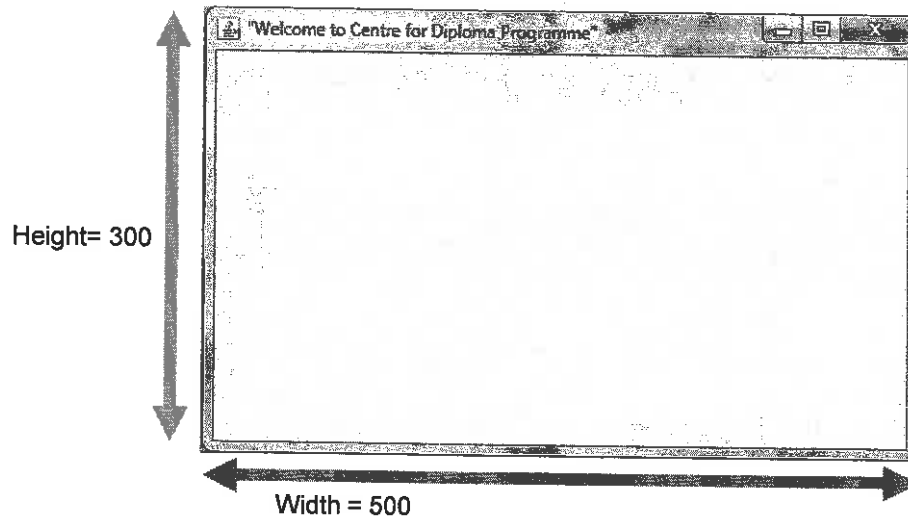 "Welcome to Centre for Diploma Programme"
Height= 300
Width = 500